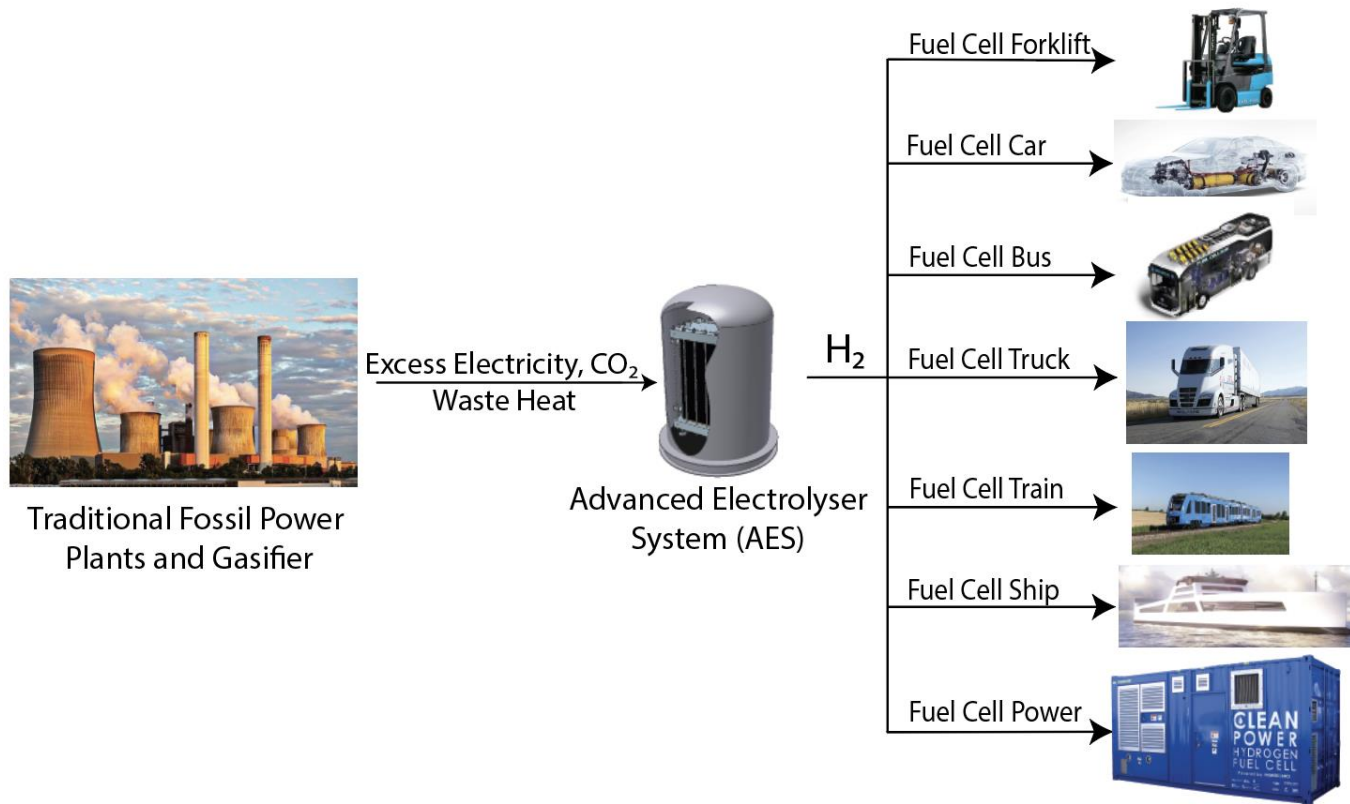 Fuel Cell Forklift
Fuel Cell Car
Fuel Cell Bus
Excess Electricity, CO₂
Waste Heat
H₂
Fuel Cell Truck
Traditional Fossil Power
Plants and Gasifier
Advanced Electrolyser
System (AES)
Fuel Cell Train
Fuel Cell Ship
Fuel Cell Power
CLEAN
POWER
HYDROGEN
FUEL CELL